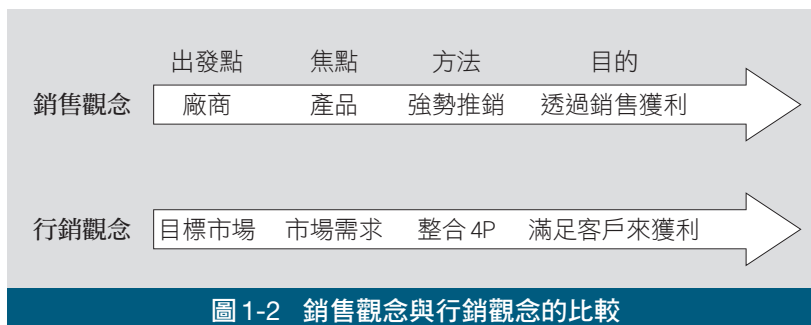 出發點 焦點 方法 目的
銷售觀念 廠商 產品 強勢推銷 透過銷售獲利
行銷觀念 目標市場 市場需求 整合 4P 滿足客戶來獲利
圖 1-2 銷售觀念與行銷觀念的比較